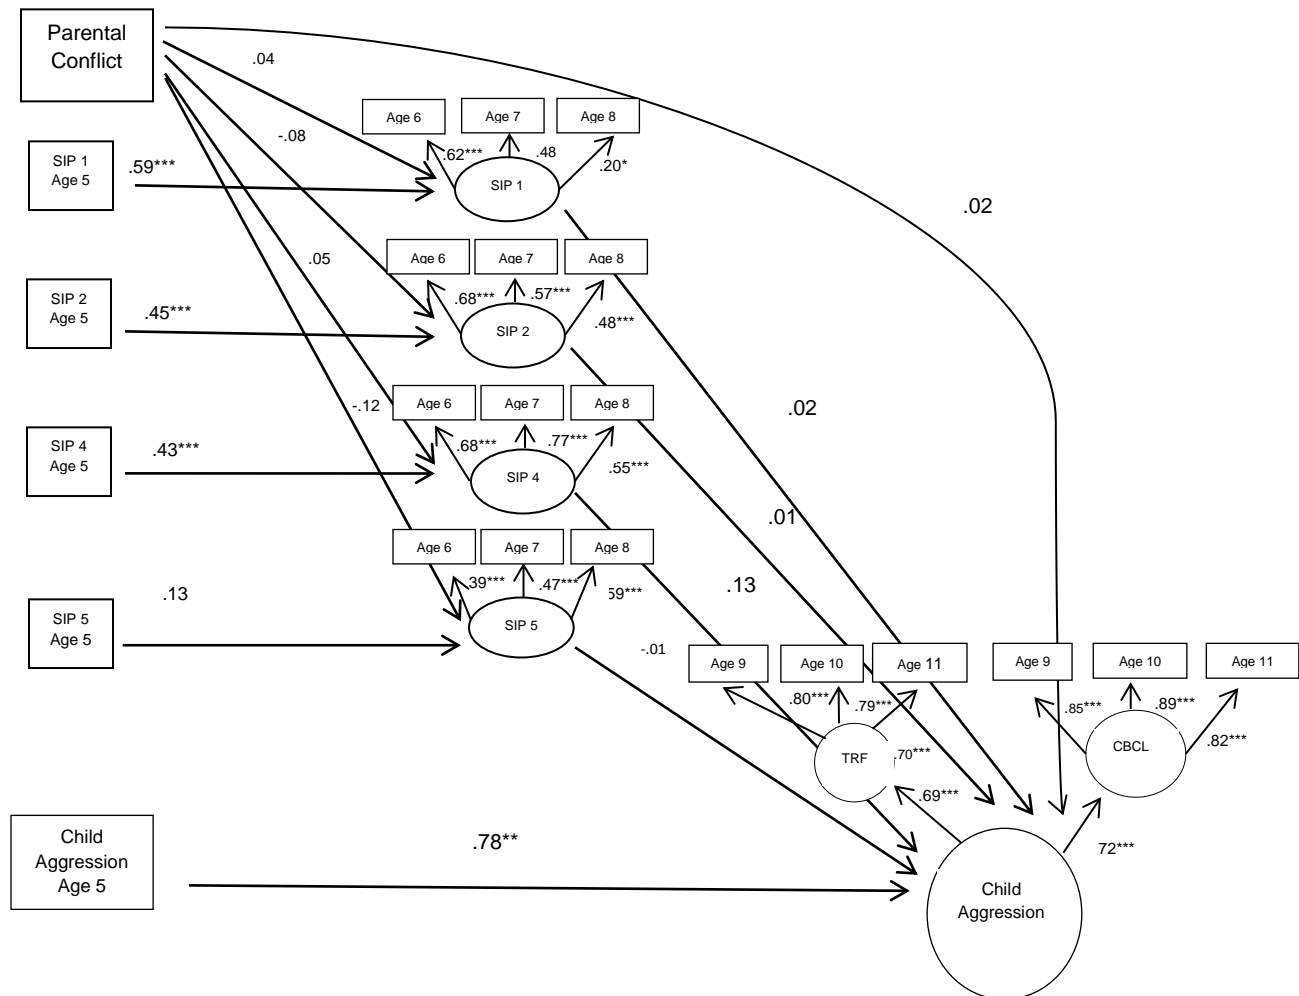 Parental
Conflict
.04
Age 6
Age 7
Age 8
-.08
.62***
.48
.20*
SIP 1
Age 5
.59***
SIP 1
.02
.05
Age 6
Age 7
Age 8
SIP 2
Age 5
.45***
.68***
.57***
.48***
SIP 2
-.12
Age 6
Age 7
Age 8
.02
SIP 4
Age 5
.43***
.68***
.77***
.55***
SIP 4
.01
Age 6
Age 7
Age 8
.13
.39***
.47***
59***
.13
SIP 5
Age 5
SIP 5
-.01
Age 9
Age 10
Age 11
Age 9
Age 10
Age 11
.80***
.79***
.85***
.89***
.82***
TRF
.70***
CBCL
.69***
72***
Child
Aggression
Age 5
.78**
Child
Aggression